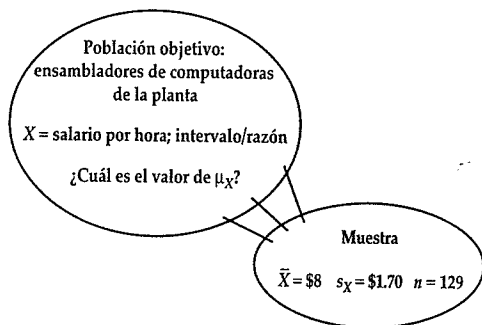 Población objetivo:
ensambladores de computadoras
de la planta
X = salario por hora; intervalo/razón
¿Cuál es el valor de μX?
Muestra
X̄ = $8 sX = $1.70 n = 129